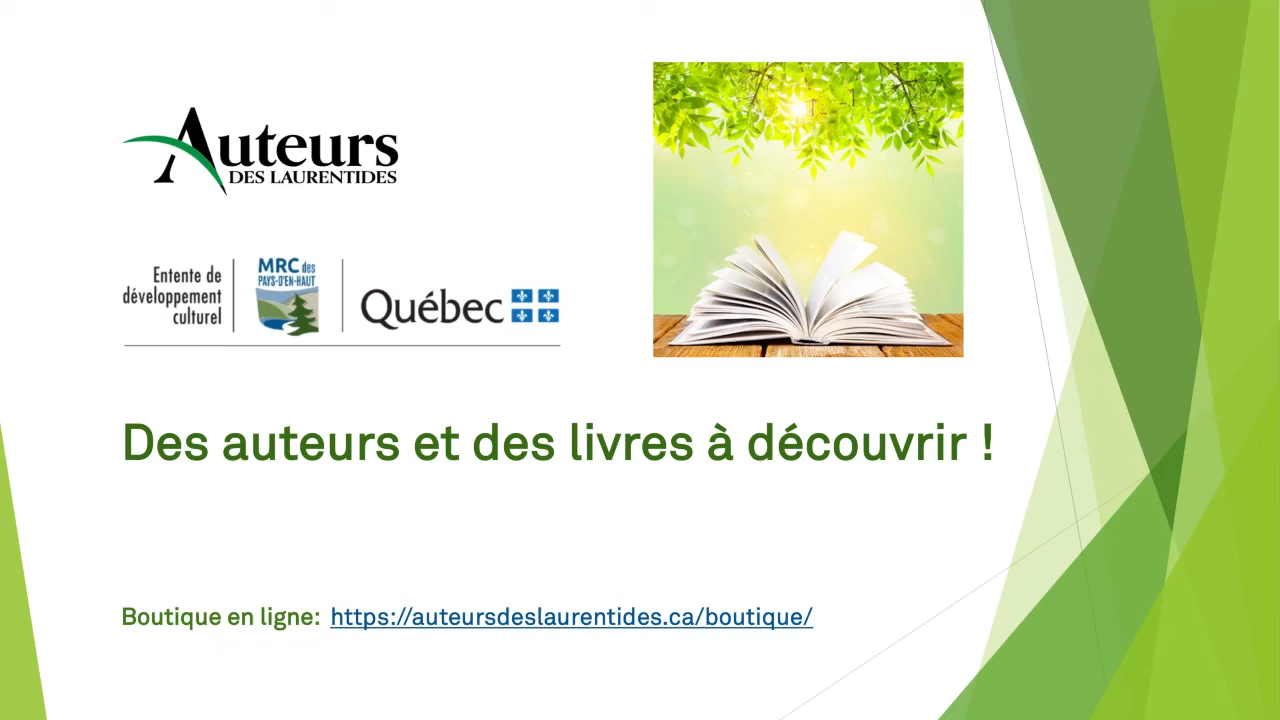 Auteurs
DES LAURENTIDES
Entente de
développement
culturel
MRC des
PAYS-D'EN-HAUT
Québec
Des auteurs et des livres à découvrir !
Boutique en ligne: https://auteursdeslaurentides.ca/boutique/